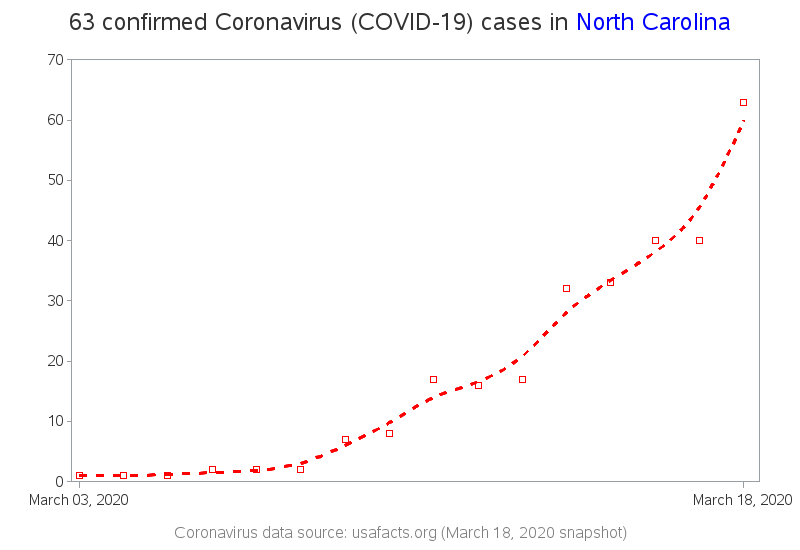 63 confirmed Coronavirus (COVID-19) cases in North Carolina
70
60
50
40
30
20
10
0
March 03, 2020 March 18, 2020
Coronavirus data source: usafacts.org (March 18, 2020 snapshot)